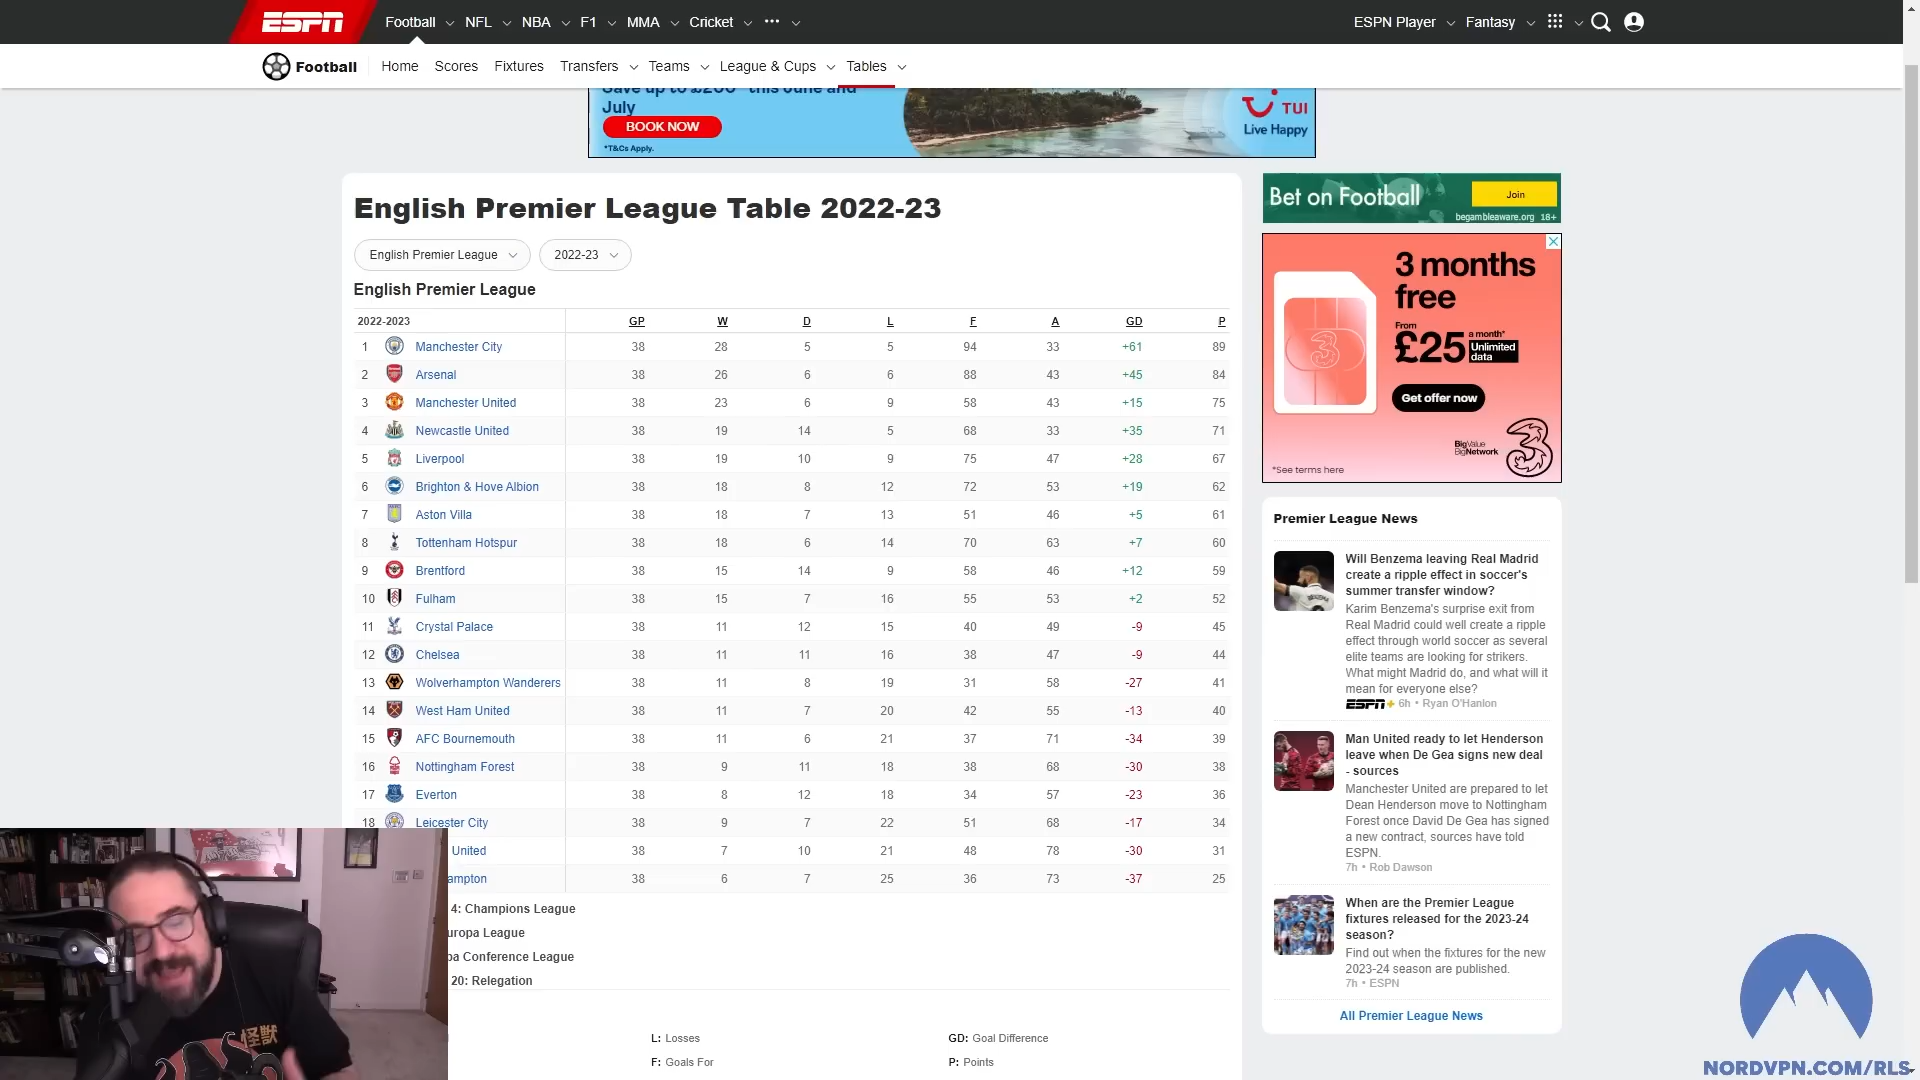 ESPN Football NFL NBA F1 MMA Cricket ••• ESPN Player Fantasy
Football Home Scores Fixtures Transfers Teams League & Cups Tables
Save up to £200* this June and
July
BOOK NOW
*T&Cs Apply.
TUI
Live Happy
English Premier League Table 2022-23
English Premier League 2022-23
English Premier League
2022-2023 GP W D L F A GD P
1 Manchester City 38 28 5 5 94 33 +61 89
2 Arsenal 38 26 6 6 88 43 +45 84
3 Manchester United 38 23 6 9 58 43 +15 75
4 Newcastle United 38 19 14 5 68 33 +35 71
5 Liverpool 38 19 10 9 75 47 +28 67
6 Brighton & Hove Albion 38 18 8 12 72 53 +19 62
7 Aston Villa 38 18 7 13 51 46 +5 61
8 Tottenham Hotspur 38 18 6 14 70 63 +7 60
9 Brentford 38 15 14 9 58 46 +12 59
10 Fulham 38 15 7 16 55 53 +2 52
11 Crystal Palace 38 11 12 15 40 49 -9 45
12 Chelsea 38 11 11 16 38 47 -9 44
13 Wolverhampton Wanderers 38 11 8 19 31 58 -27 41
14 West Ham United 38 11 7 20 42 55 -13 40
15 AFC Bournemouth 38 11 6 21 37 71 -34 39
16 Nottingham Forest 38 9 11 18 38 68 -30 38
17 Everton 38 8 12 18 34 57 -23 36
18 Leicester City 38 9 7 22 51 68 -17 34
United 38 7 10 21 48 78 -30 31
ampton 38 6 7 25 36 73 -37 25
4: Champions League
uropa League
pa Conference League
20: Relegation
L: Losses GD: Goal Difference
F: Goals For P: Points
怪獣
Bet on Football
Join
begambleaware.org 18+
3 months
free
From
£25 a month*
Unlimited
data
Get offer now
BigValue
BigNetwork
*See terms here
Premier League News
Will Benzema leaving Real Madrid
create a ripple effect in soccer's
summer transfer window?
Karim Benzema's surprise exit from
Real Madrid could well create a ripple
effect through world soccer as several
elite teams are looking for strikers.
What might Madrid do, and what will it
mean for everyone else?
ESPN+ 6h • Ryan O'Hanlon
Man United ready to let Henderson
leave when De Gea signs new deal
- sources
Manchester United are prepared to let
Dean Henderson move to Nottingham
Forest once David De Gea has signed
a new contract, sources have told
ESPN.
7h • Rob Dawson
When are the Premier League
fixtures released for the 2023-24
season?
Find out when the fixtures for the new
2023-24 season are published.
7h • ESPN
All Premier League News
NORDVPN.COM/RLS